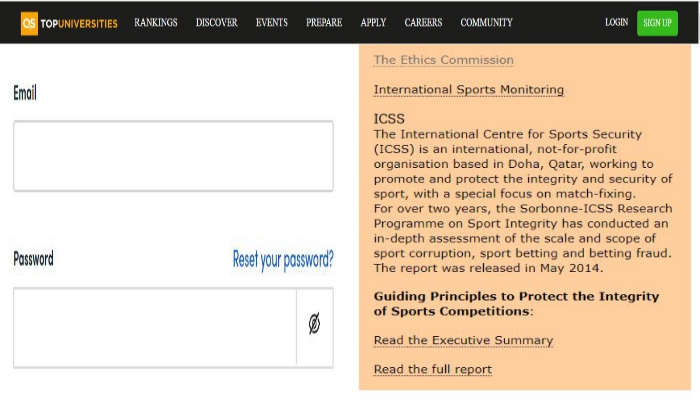 QS TOPUNIVERSITIES RANKINGS DISCOVER EVENTS PREPARE APPLY CAREERS COMMUNITY LOGIN SIGN UP
Email
Password Reset your password?
The Ethics Commission
International Sports Monitoring
ICSS
The International Centre for Sports Security
(ICSS) is an international, not-for-profit
organisation based in Doha, Qatar, working to
promote and protect the integrity and security of
sport, with a special focus on match-fixing.
For over two years, the Sorbonne-ICSS Research
Programme on Sport Integrity has conducted an
in-depth assessment of the scale and scope of
sport corruption, sport betting and betting fraud.
The report was released in May 2014.
Guiding Principles to Protect the Integrity
of Sports Competitions:
Read the Executive Summary
Read the full report